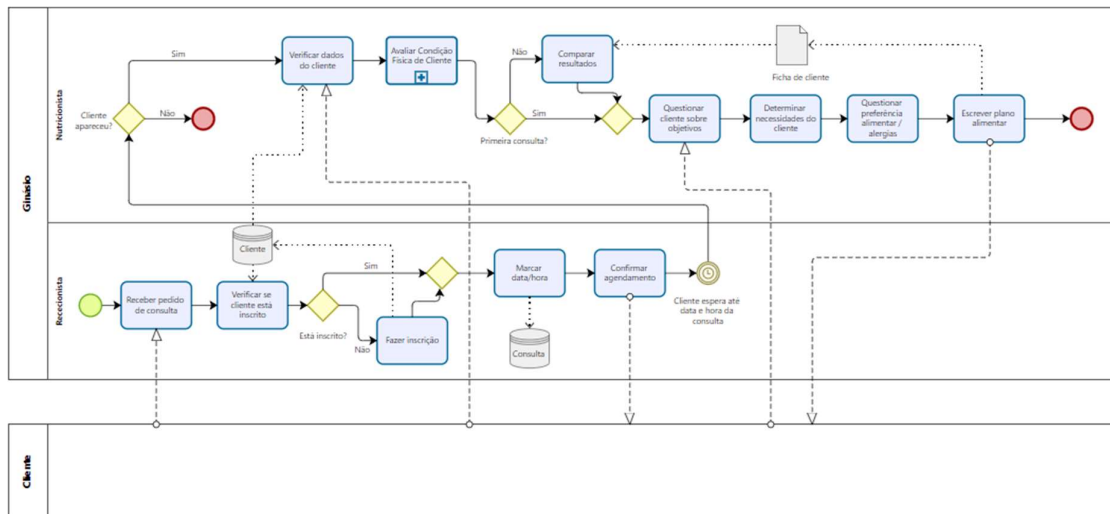 Ginásio
Nutricionista
Cliente
apareceu?
Sim
Não
Verificar dados
do cliente
Avaliar Condição
Física de Cliente
Primeira consulta?
Não
Sim
Comparar
resultados
Ficha de cliente
Questionar
cliente sobre
objetivos
Determinar
necessidades do
cliente
Questionar
preferência
alimentar /
alergias
Escrever plano
alimentar
Rececionista
Receber pedido
de consulta
Cliente
Verificar se
cliente está
inscrito
Está inscrito?
Sim
Não
Fazer inscrição
Marcar
data/hora
Consulta
Confirmar
agendamento
Cliente espera até
data e hora da
consulta
Cliente